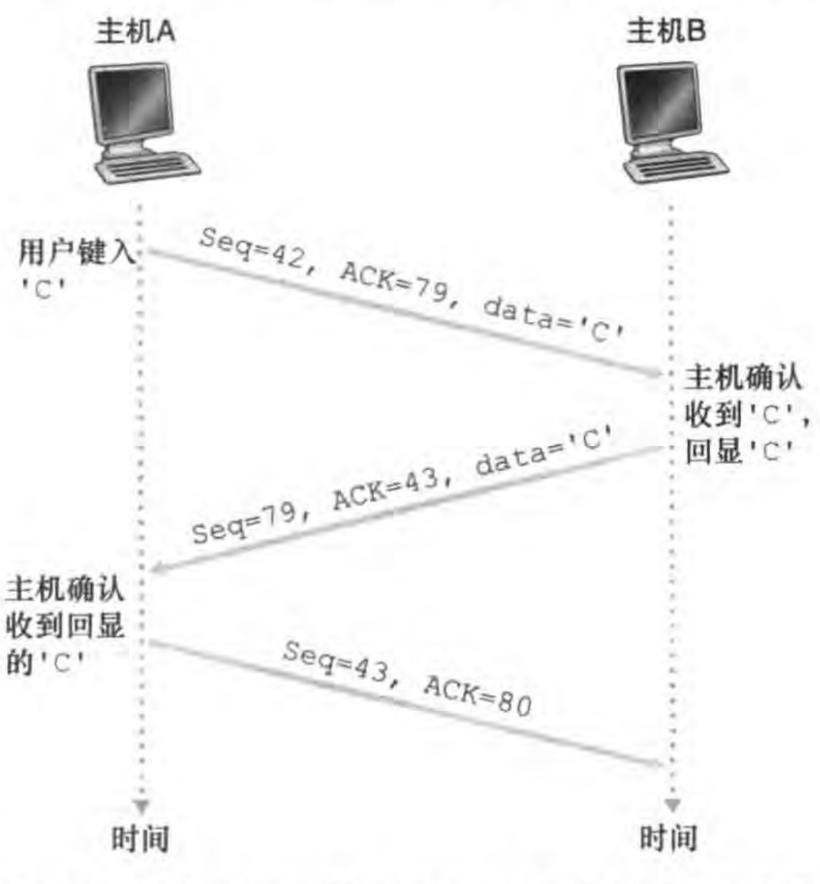 主机A
主机B
用户键入
'C'
Seq=42, ACK=79, data='C'
主机确认
收到'C',
回显'C'
Seq=79, ACK=43, data='C'
主机确认
收到回显
的'C'
Seq=43, ACK=80
时间
时间